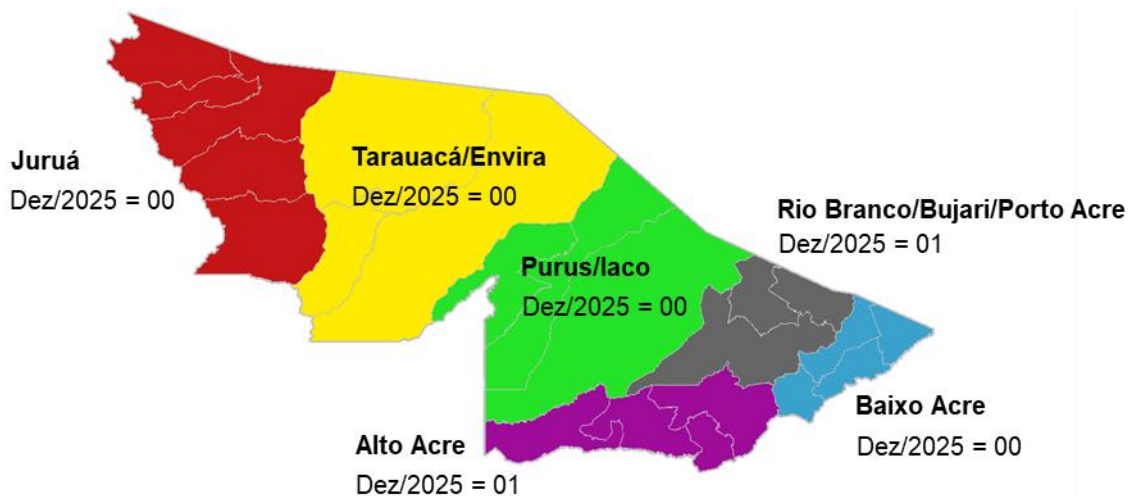 Juruá
Dez/2025 = 00
Tarauacá/Envira
Dez/2025 = 00
Rio Branco/Bujari/Porto Acre
Dez/2025 = 01
Purus/Iaco
Dez/2025 = 00
Baixo Acre
Dez/2025 = 00
Alto Acre
Dez/2025 = 01